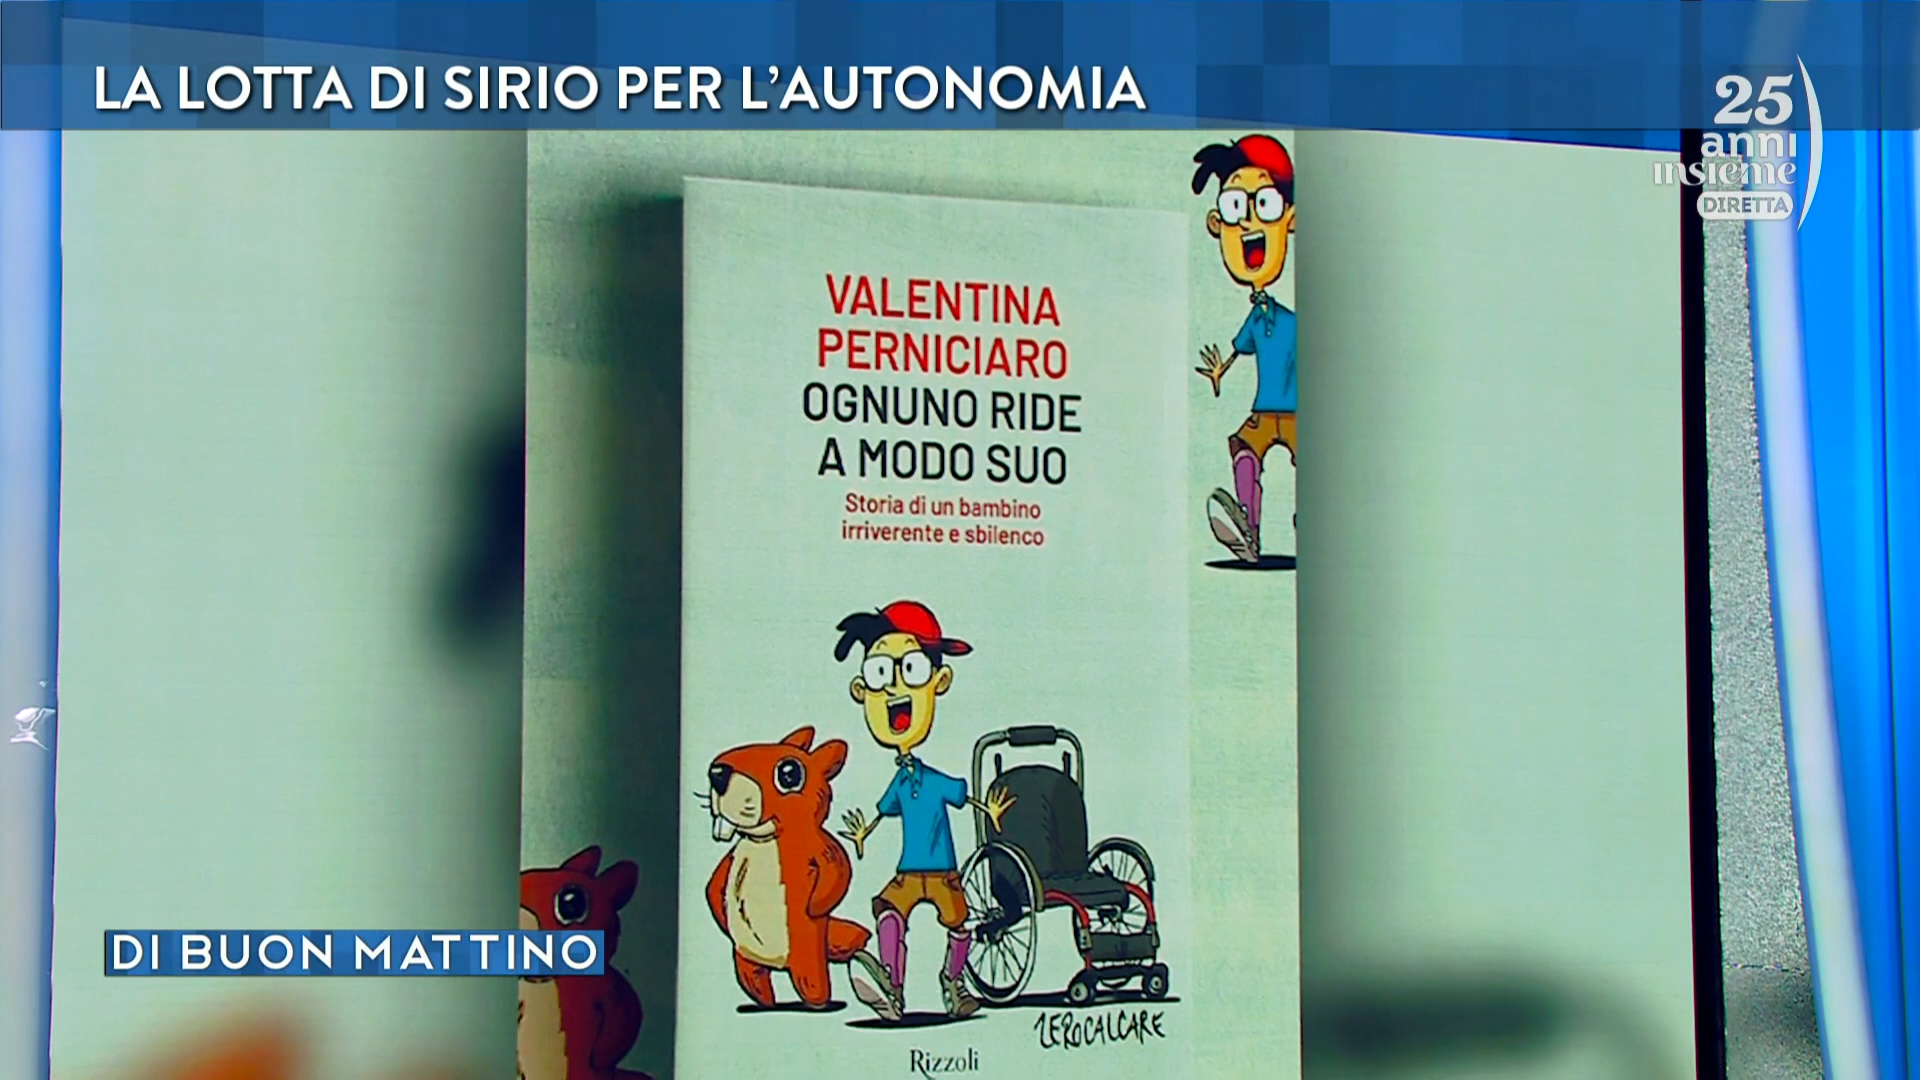 LA LOTTA DI SIRIO PER L'AUTONOMIA
25
anni
insieme
DIRETTA
VALENTINA
PERNICIARO
OGNUNO RIDE
A MODO SUO
Storia di un bambino
irriverente e sbilenco
DI BUON MATTINO
ZEROCALCARE
Rizzoli